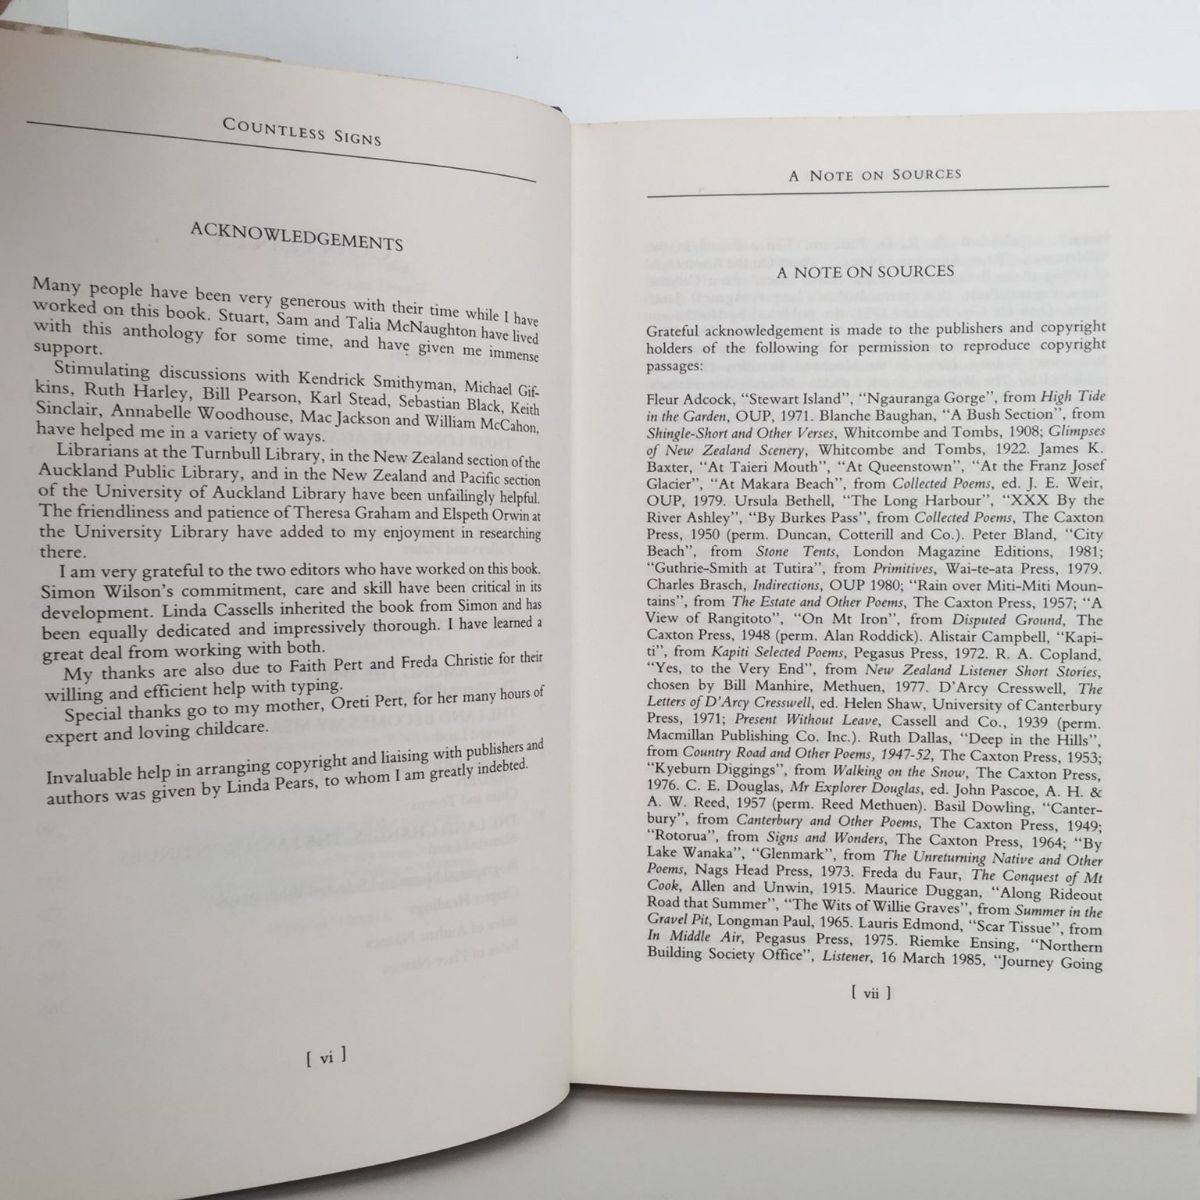 COUNTLESS SIGNS
ACKNOWLEDGEMENTS
Many people have been very generous with their time while I have
worked on this book. Stuart, Sam and Talia McNaughton have lived
with this anthology for some time, and have given me immense
support.
Stimulating discussions with Kendrick Smithyman, Michael Gif-
kins, Ruth Harley, Bill Pearson, Karl Stead, Sebastian Black, Keith
Sinclair, Annabelle Woodhouse, Mac Jackson and William McCahon,
have helped me in a variety of ways.
Librarians at the Turnbull Library, in the New Zealand section of the
Auckland Public Library, and in the New Zealand and Pacific section
of the University of Auckland Library have been unfailingly helpful.
The friendliness and patience of Theresa Graham and Elspeth Orwin at
the University Library have added to my enjoyment in researching
there.
I am very grateful to the two editors who have worked on this book.
Simon Wilson's commitment, care and skill have been critical in its
development. Linda Cassells inherited the book from Simon and has
been equally dedicated and impressively thorough. I have learned a
great deal from working with both.
My thanks are also due to Faith Pert and Freda Christie for their
willing and efficient help with typing.
Special thanks go to my mother, Oreti Pert, for her many hours of
expert and loving childcare.
Invaluable help in arranging copyright and liaising with publishers and
authors was given by Linda Pears, to whom I am greatly indebted.
[ vi ]
A NOTE ON SOURCES
A NOTE ON SOURCES
Grateful acknowledgement is made to the publishers and copyright
holders of the following for permission to reproduce copyright
passages:
Fleur Adcock, "Stewart Island", "Ngauranga Gorge", from High Tide
in the Garden, OUP, 1971. Blanche Baughan, "A Bush Section", from
Shingle-Short and Other Verses, Whitcombe and Tombs, 1908; Glimpses
of New Zealand Scenery, Whitcombe and Tombs, 1922. James K.
Baxter, "At Taieri Mouth", "At Queenstown", "At the Franz Josef
Glacier", "At Makara Beach", from Collected Poems, ed. J. E. Weir,
OUP, 1979. Ursula Bethell, "The Long Harbour", "XXX By the
River Ashley", "By Burkes Pass", from Collected Poems, The Caxton
Press, 1950 (perm. Duncan, Cotterill and Co.). Peter Bland, "City
Beach", from Stone Tents, London Magazine Editions, 1981;
"Guthrie-Smith at Tutira", from Primitives, Wai-te-ata Press, 1979.
Charles Brasch, Indirections, OUP 1980; "Rain over Miti-Miti Moun-
tains", from The Estate and Other Poems, The Caxton Press, 1957; "A
View of Rangitoto", "On Mt Iron", from Disputed Ground, The
Caxton Press, 1948 (perm. Alan Roddick). Alistair Campbell, "Kapi-
ti", from Kapiti Selected Poems, Pegasus Press, 1972. R. A. Copland,
"Yes, to the Very End", from New Zealand Listener Short Stories,
chosen by Bill Manhire, Methuen, 1977. D'Arcy Cresswell, The
Letters of D'Arcy Cresswell, ed. Helen Shaw, University of Canterbury
Press, 1971; Present Without Leave, Cassell and Co., 1939 (perm.
Macmillan Publishing Co. Inc.). Ruth Dallas, "Deep in the Hills",
from Country Road and Other Poems, 1947-52, The Caxton Press, 1953;
"Kyeburn Diggings", from Walking on the Snow, The Caxton Press,
1976. C. E. Douglas, Mr Explorer Douglas, ed. John Pascoe, A. H. &
A. W. Reed, 1957 (perm. Reed Methuen). Basil Dowling, "Canter-
bury", from Canterbury and Other Poems, The Caxton Press, 1949;
"Rotorua", from Signs and Wonders, The Caxton Press, 1964; "By
Lake Wanaka", "Glenmark", from The Unreturning Native and Other
Poems, Nags Head Press, 1973. Freda du Faur, The Conquest of Mt
Cook, Allen and Unwin, 1915. Maurice Duggan, "Along Rideout
Road that Summer", "The Wits of Willie Graves", from Summer in the
Gravel Pit, Longman Paul, 1965. Lauris Edmond, "Scar Tissue", from
In Middle Air, Pegasus Press, 1975. Riemke Ensing, "Northern
Building Society Office", Listener, 16 March 1985, "Journey Going
[ vii ]